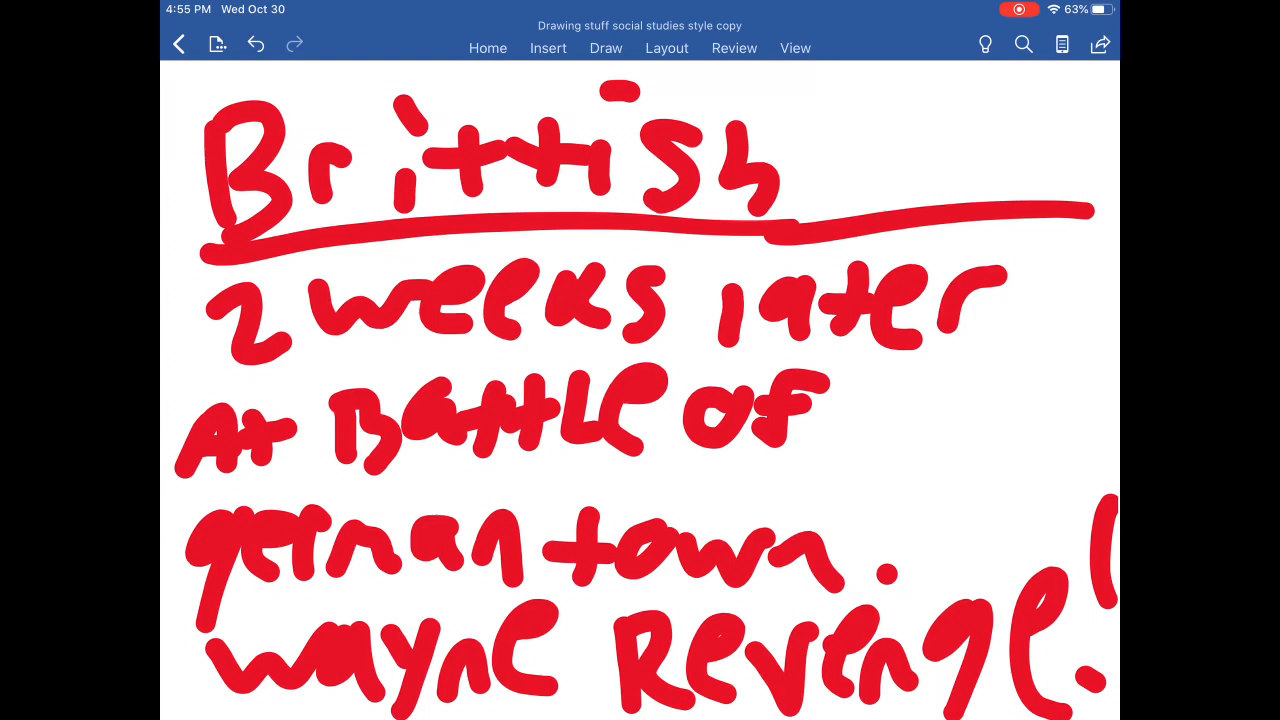 4:55 PM Wed Oct 30 63%
Drawing stuff social studies style copy
Home Insert Draw Layout Review View
Brittish
2 weeks later
At Battle of
germantown.
wayne Revenge!